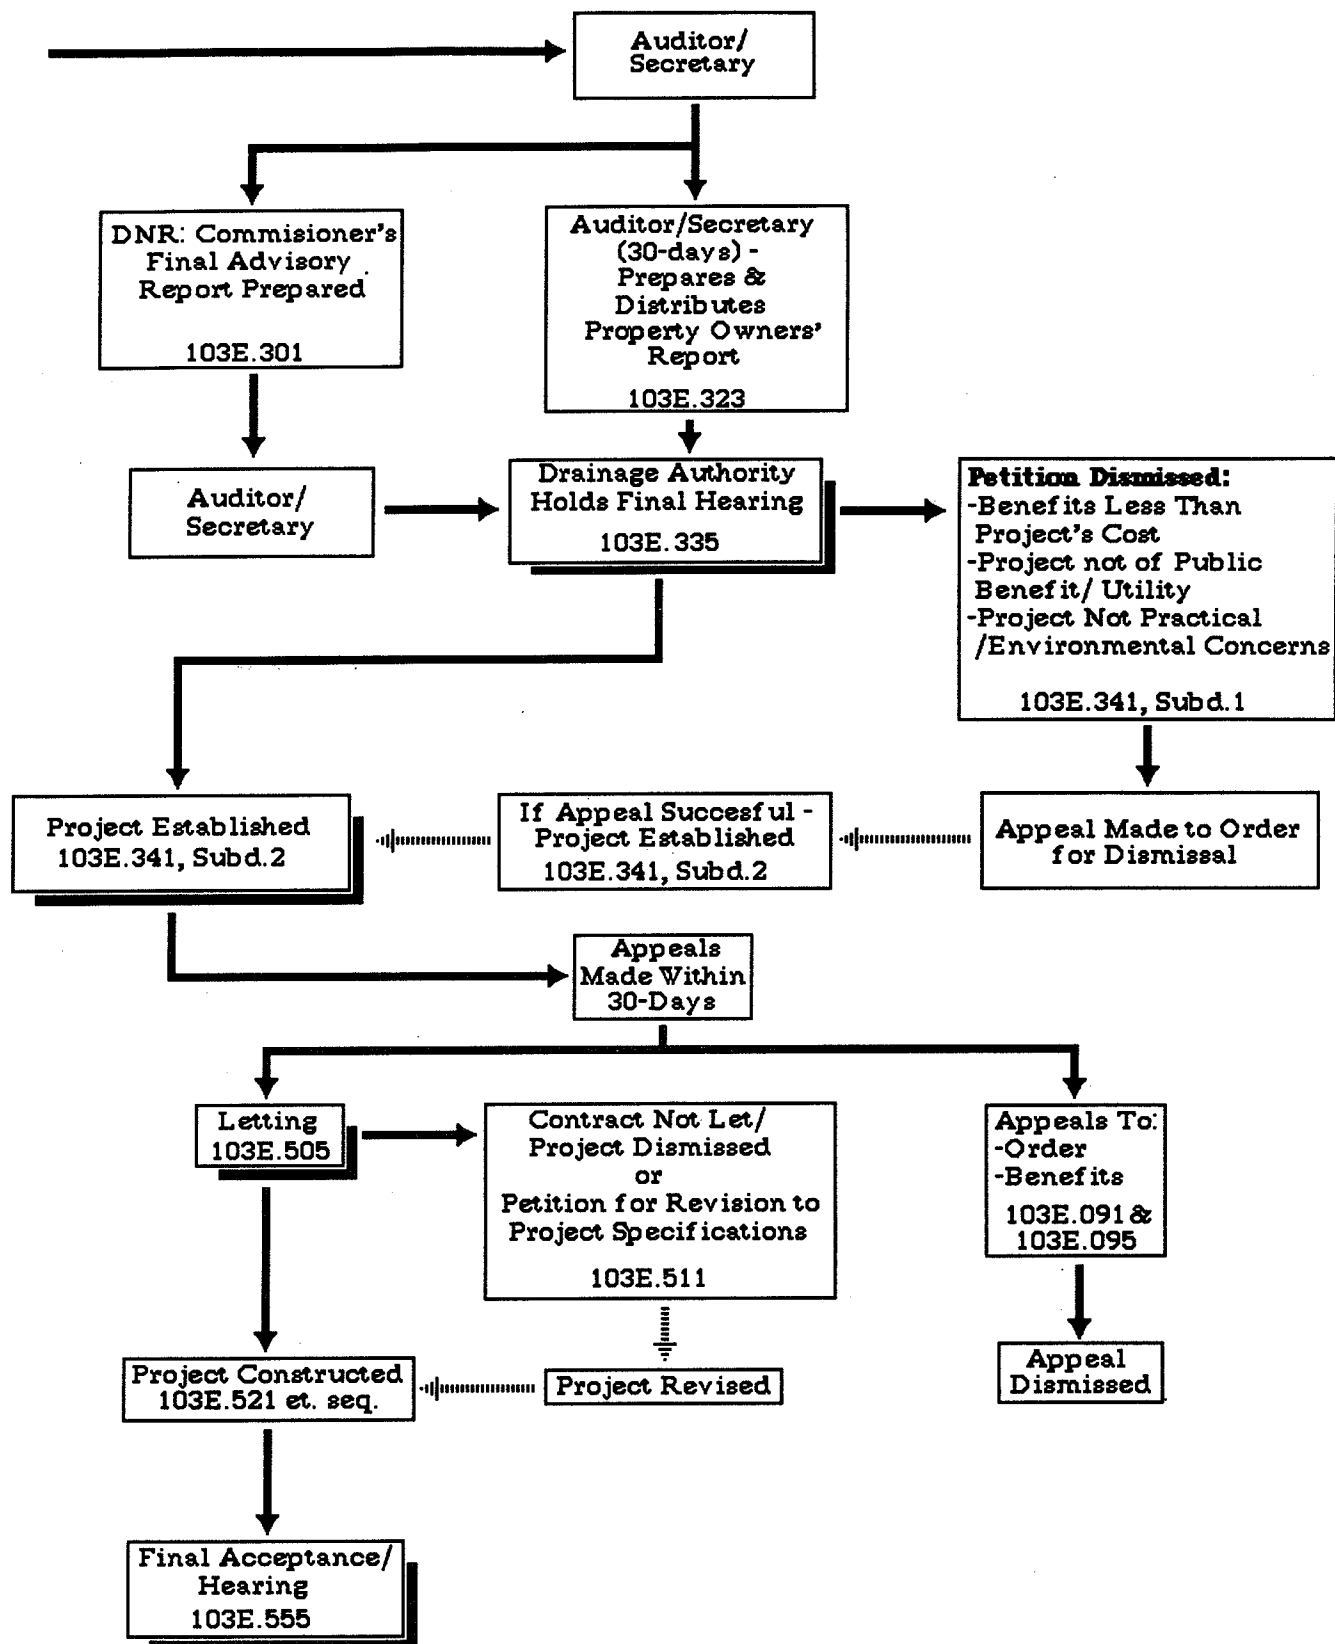 Auditor/
Secretary
DNR: Commisioner's
Final Advisory
Report Prepared
103E.301
Auditor/Secretary
(30-days) -
Prepares &
Distributes
Property Owners'
Report
103E.323
Auditor/
Secretary
Drainage Authority
Holds Final Hearing
103E.335
Petition Dismissed:
-Benefits Less Than
Project's Cost
-Project not of Public
Benefit/ Utility
-Project Not Practical
/Environmental Concerns
103E.341, Subd.1
Project Established
103E.341, Subd.2
If Appeal Succesful -
Project Established
103E.341, Subd.2
Appeal Made to Order
for Dismissal
Appeals
Made Within
30-Days
Letting
103E.505
Contract Not Let/
Project Dismissed
or
Petition for Revision to
Project Specifications
103E.511
Appeals To:
-Order
-Benefits
103E.091 &
103E.095
Project Constructed
103E.521 et. seq.
Project Revised
Appeal
Dismissed
Final Acceptance/
Hearing
103E.555